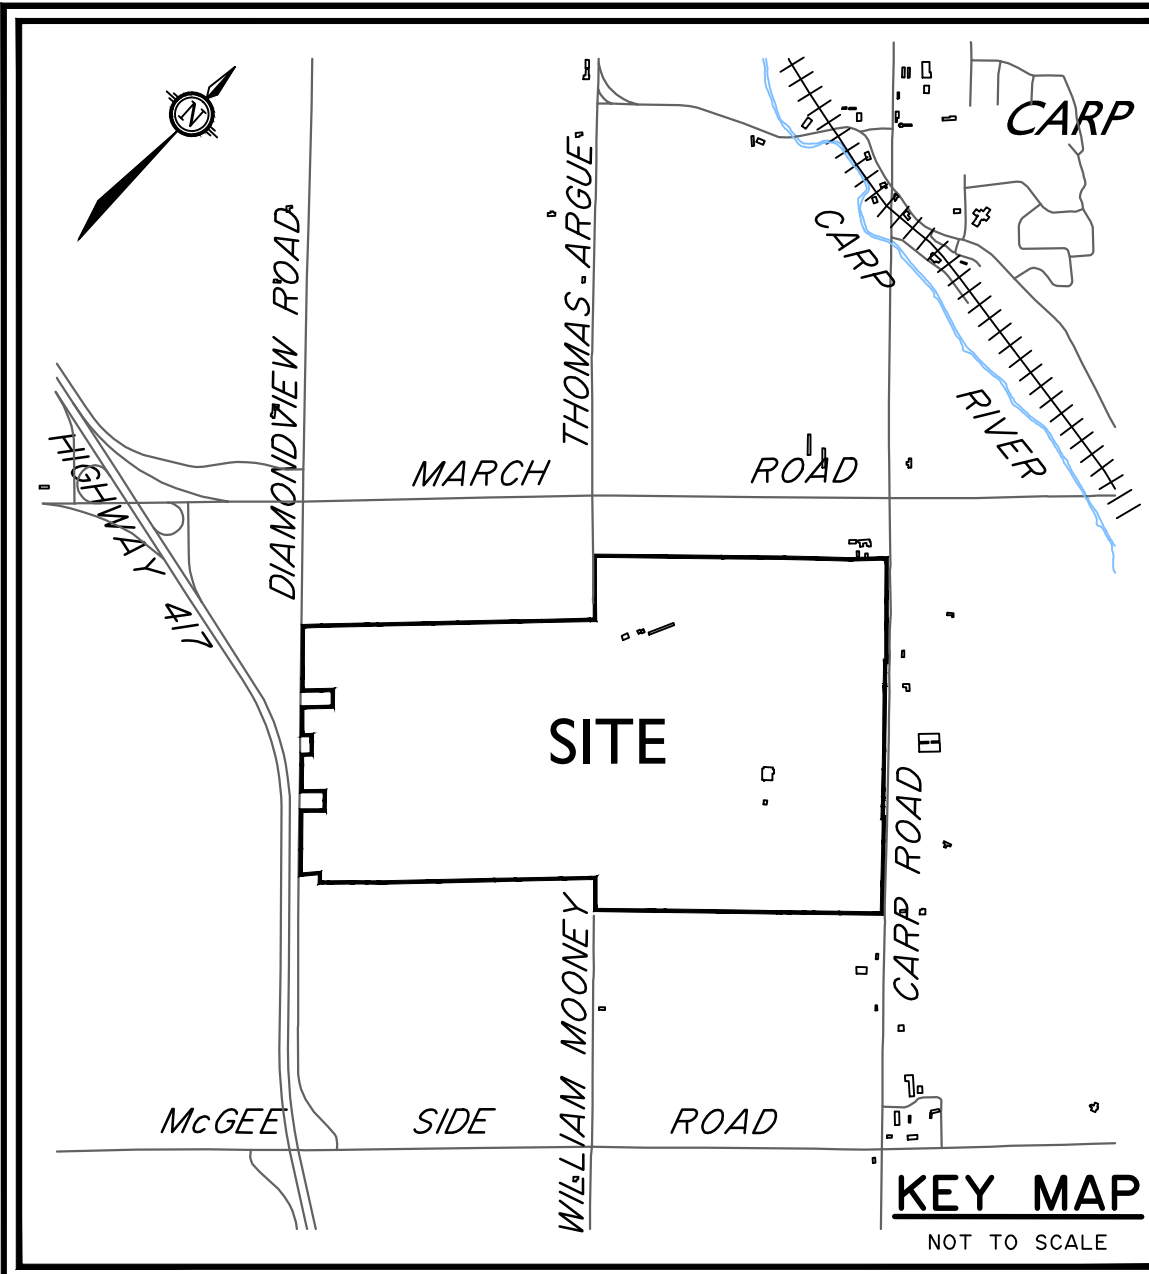 N
CARP
THOMAS-ARGUE
DIAMONDVIEW ROAD
CARP
RIVER
HIGHWAY 417
MARCH ROAD
SITE
CARP ROAD
WILLIAM MOONEY
McGEE SIDE ROAD
KEY MAP
NOT TO SCALE